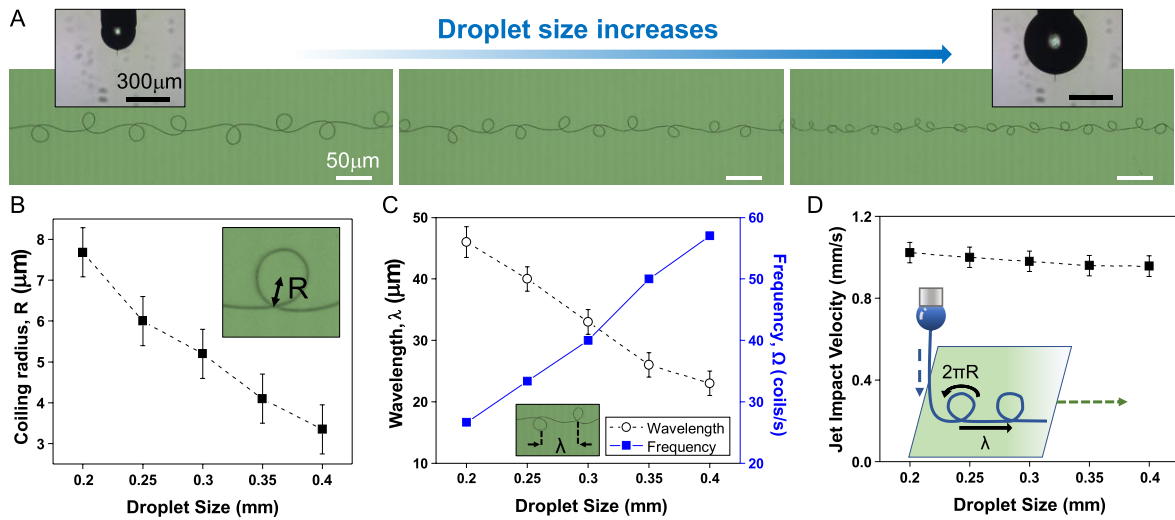 A
Droplet size increases
300μm
50μm
B
8
7
6
5
4
3
0.2 0.25 0.3 0.35 0.4
Coiling radius, R (μm)
Droplet Size (mm)
R
C
50
40
30
20
10
60
50
40
30
20
0.2 0.25 0.3 0.35 0.4
Wavelength, λ (μm)
Frequency, Ω (coils/s)
Droplet Size (mm)
λ
Wavelength
Frequency
D
1.2
0.8
0.4
0.0
0.2 0.25 0.3 0.35 0.4
Jet Impact Velocity (mm/s)
Droplet Size (mm)
2πR
λ